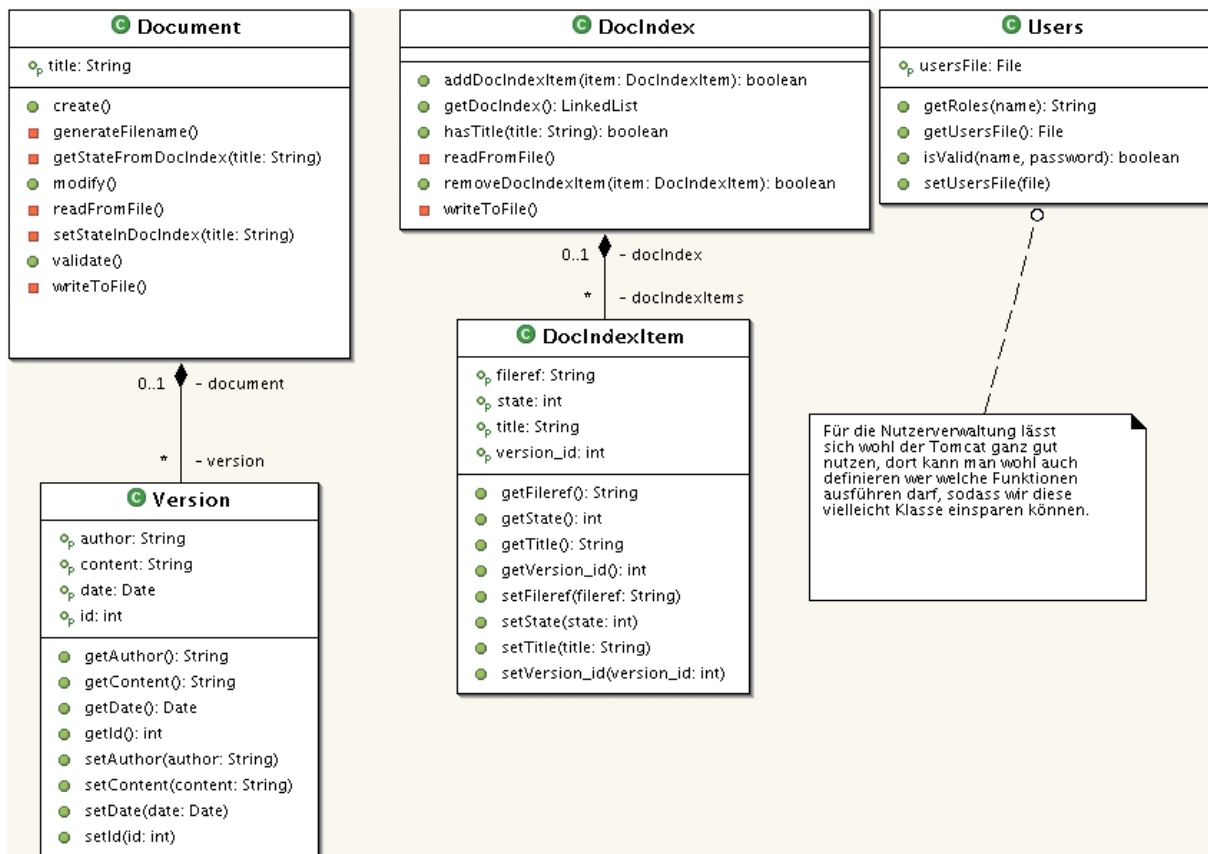 Document
title: String
create()
generateFilename()
getStateFromDocIndex(title: String)
modify()
readFromFile()
setStateInDocIndex(title: String)
validate()
writeToFile()
0..1
- document
*
- version
Version
author: String
content: String
date: Date
id: int
getAuthor(): String
getContent(): String
getDate(): Date
getId(): int
setAuthor(author: String)
setContent(content: String)
setDate(date: Date)
setId(id: int)
DocIndex
addDocIndexItem(item: DocIndexItem): boolean
getDocIndex(): LinkedList
hasTitle(title: String): boolean
readFromFile()
removeDocIndexItem(item: DocIndexItem): boolean
writeToFile()
0..1
- docIndex
*
- docIndexItems
DocIndexItem
fileref: String
state: int
title: String
version_id: int
getFileref(): String
getState(): int
getTitle(): String
getVersion_id(): int
setFileref(fileref: String)
setState(state: int)
setTitle(title: String)
setVersion_id(version_id: int)
Users
usersFile: File
getRoles(name): String
getUsersFile(): File
isValid(name, password): boolean
setUsersFile(file)
Für die Nutzerverwaltung lässt
sich wohl der Tomcat ganz gut
nutzen, dort kann man wohl auch
definieren wer welche Funktionen
ausführen darf, sodass wir diese
vielleicht Klasse einsparen können.